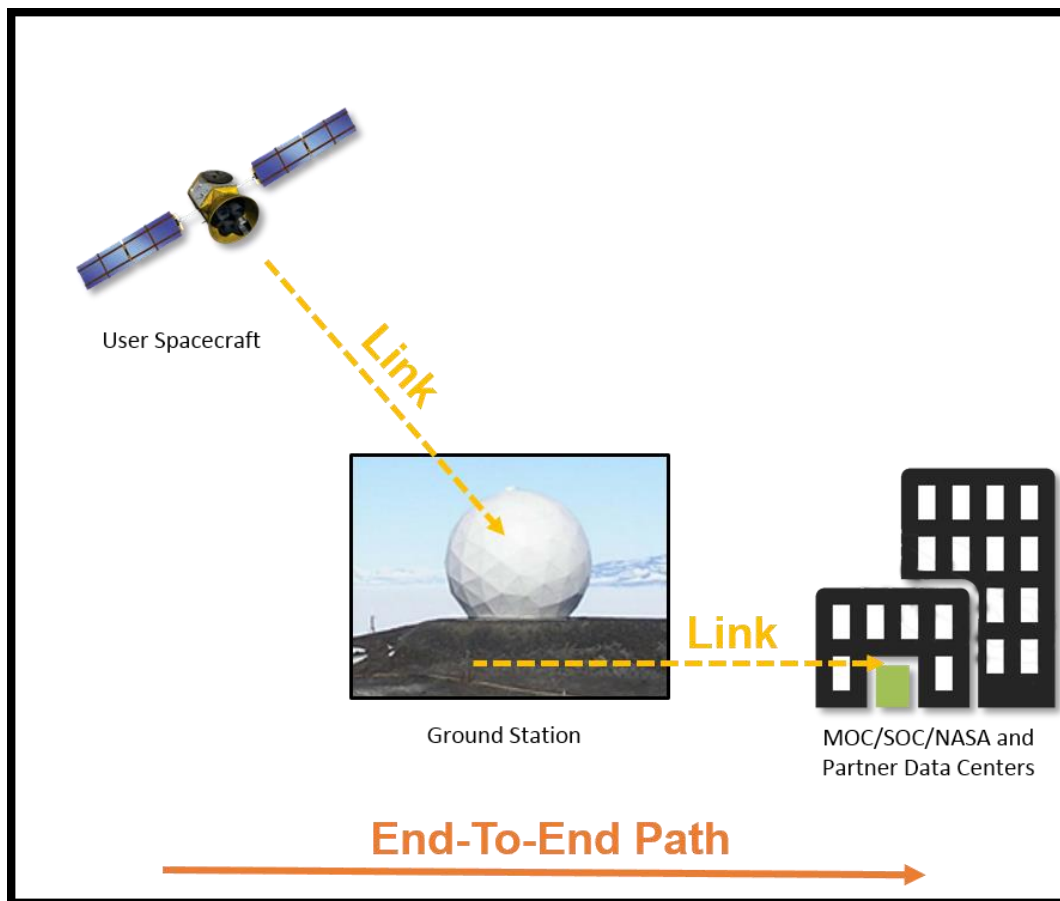 User Spacecraft
Link
Link
Ground Station
MOC/SOC/NASA and
Partner Data Centers
End-To-End Path